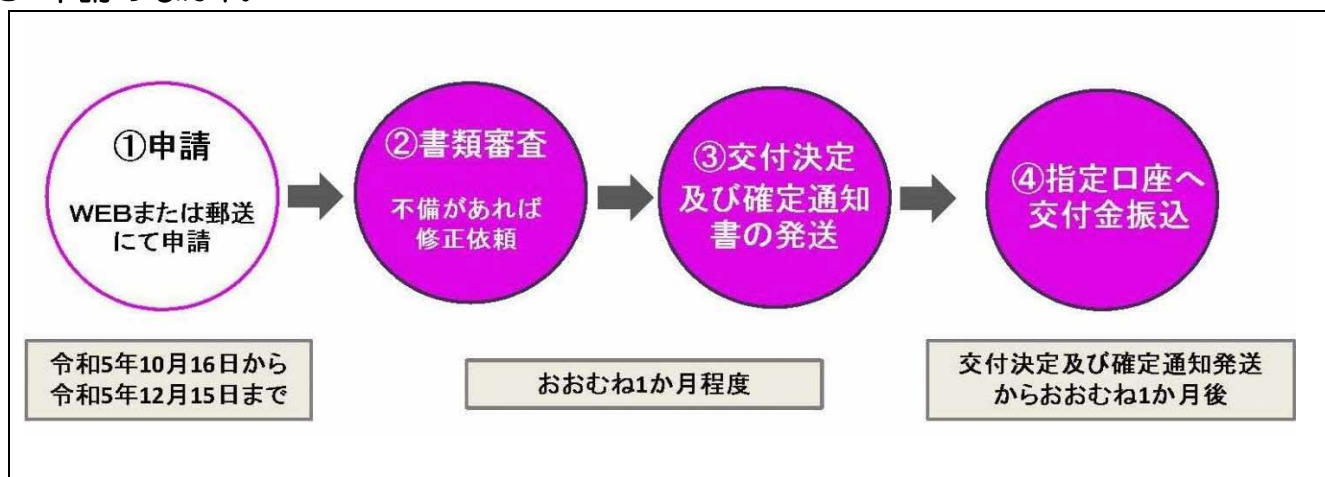 ①申請
WEBまたは郵送
にて申請
②書類審査
不備があれば
修正依頼
③交付決定
及び確定通知
書の発送
④指定口座へ
交付金振込
令和5年10月16日から
令和5年12月15日まで
おおむね1か月程度
交付決定及び確定通知発送
からおおむね1か月後